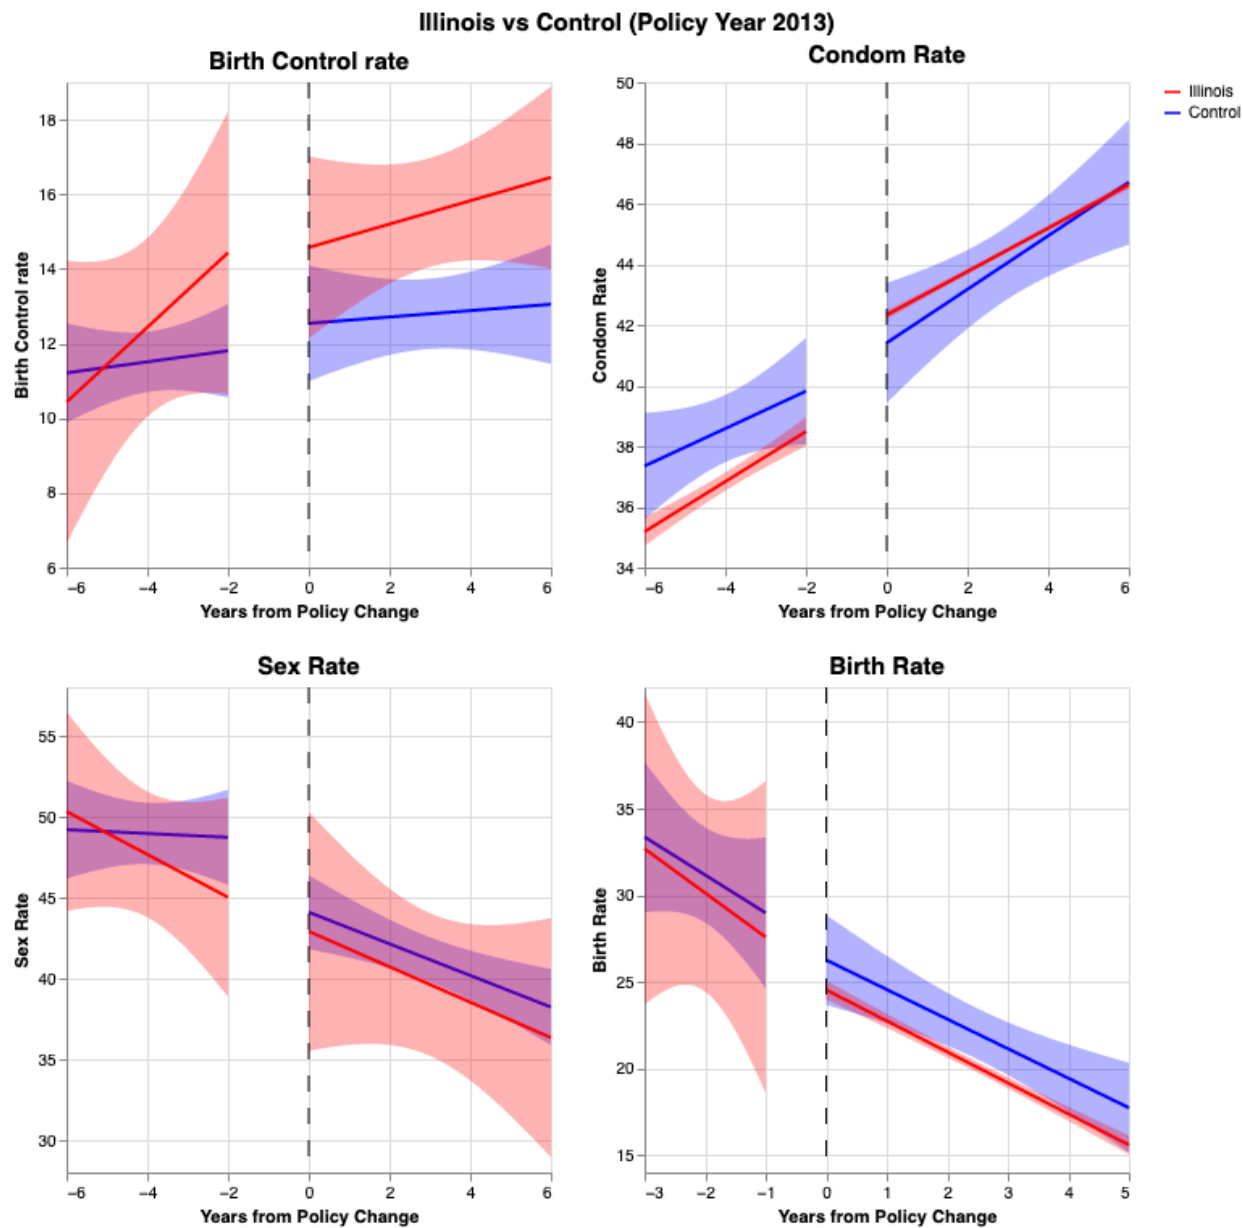 Illinois vs Control (Policy Year 2013)
Birth Control rate
Condom Rate
Illinois
Control
18
16
14
12
10
8
6
Birth Control rate
−6 −4 −2 0 2 4 6
Years from Policy Change
50
48
46
44
42
40
38
36
34
Condom Rate
−6 −4 −2 0 2 4 6
Years from Policy Change
Sex Rate
Birth Rate
55
50
45
40
35
30
Sex Rate
−6 −4 −2 0 2 4 6
Years from Policy Change
40
35
30
25
20
15
Birth Rate
−3 −2 −1 0 1 2 3 4 5
Years from Policy Change